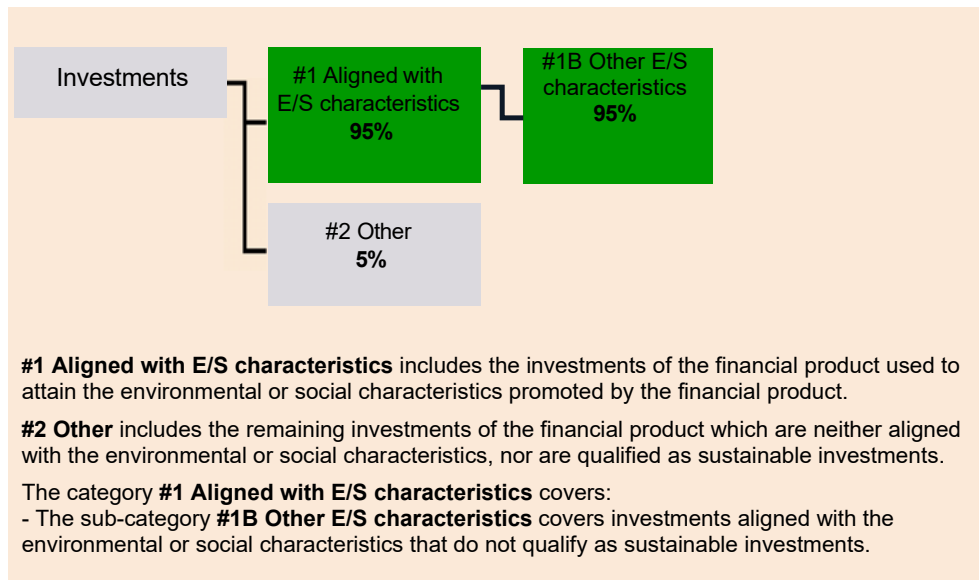 Investments
#1 Aligned with
E/S characteristics
95%
#1B Other E/S
characteristics
95%
#2 Other
5%
#1 Aligned with E/S characteristics includes the investments of the financial product used to
attain the environmental or social characteristics promoted by the financial product.
#2 Other includes the remaining investments of the financial product which are neither aligned
with the environmental or social characteristics, nor are qualified as sustainable investments.
The category #1 Aligned with E/S characteristics covers:
- The sub-category #1B Other E/S characteristics covers investments aligned with the
environmental or social characteristics that do not qualify as sustainable investments.